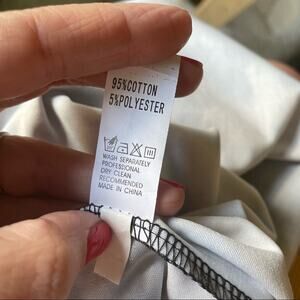 95%COTTON
5%POLYESTER
WASH SEPARATELY
PROFESSIONAL
DRY CLEAN
RECOMMENDED
MADE IN CHINA